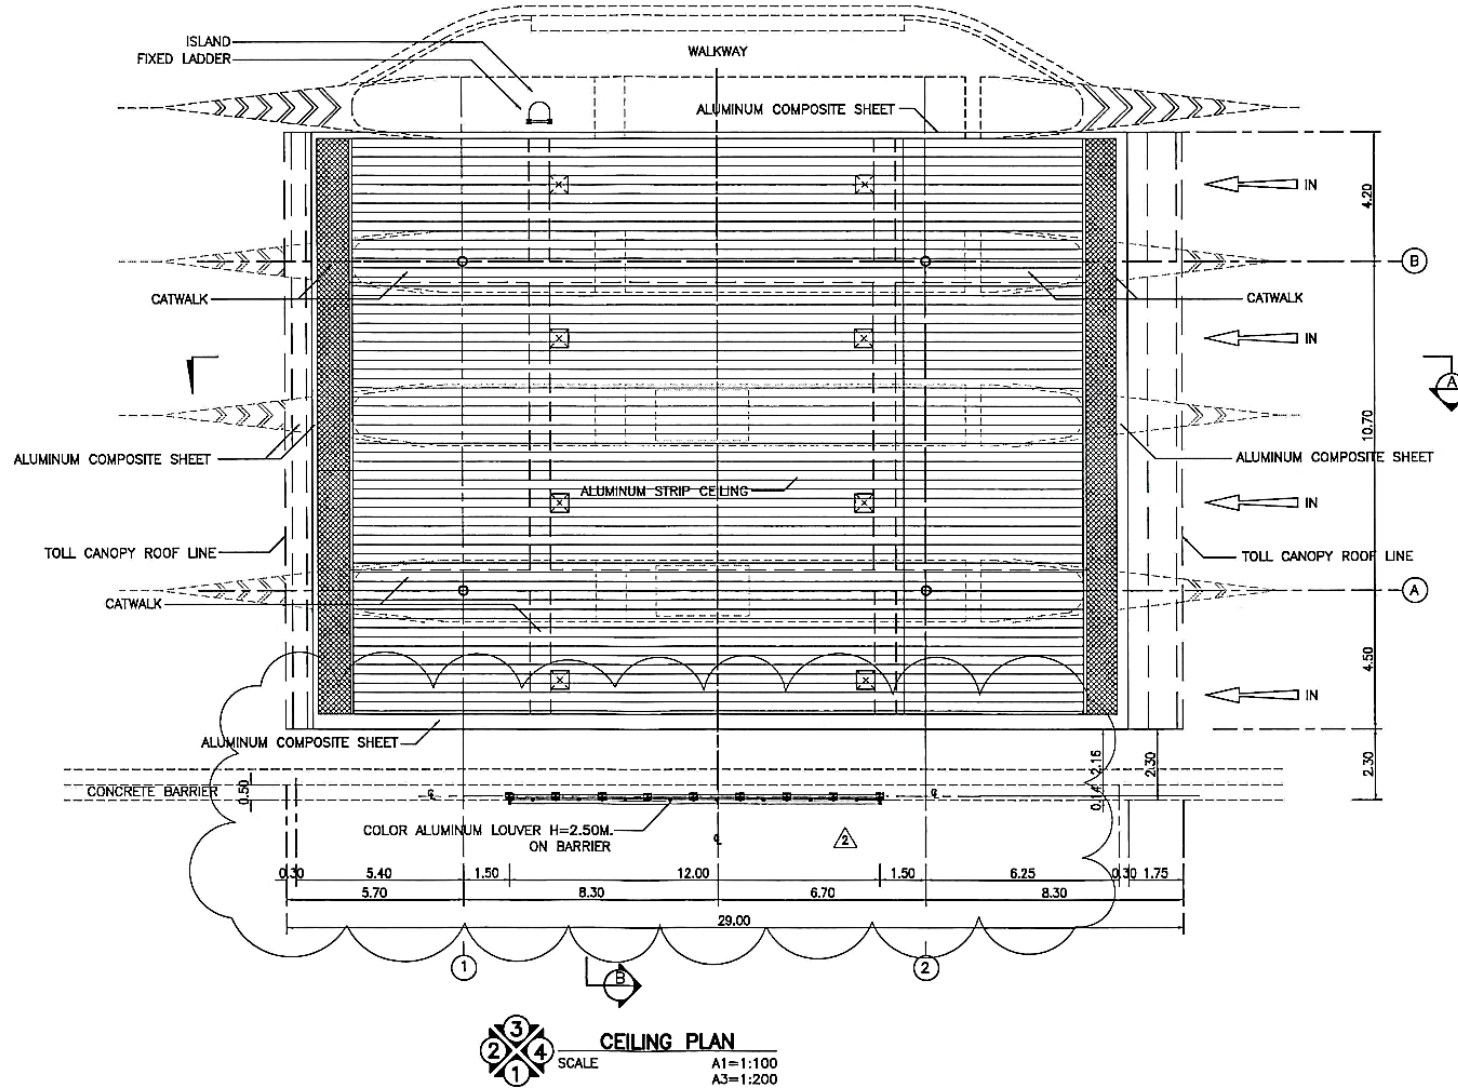 ISLAND
FIXED LADDER
WALKWAY
ALUMINUM COMPOSITE SHEET
IN
4.20
B
CATWALK
CATWALK
IN
A
10.70
ALUMINUM COMPOSITE SHEET
ALUMINUM COMPOSITE SHEET
ALUMINUM STRIP CEILING
IN
TOLL CANOPY ROOF LINE
TOLL CANOPY ROOF LINE
CATWALK
A
4.50
IN
ALUMINUM COMPOSITE SHEET
2.16
2.30
2.30
CONCRETE BARRIER
0.50
0.14
COLOR ALUMINUM LOUVER H=2.50M.
ON BARRIER
2
0.30 5.40 1.50 12.00 1.50 6.25 0.30 1.75
5.70 8.30 6.70 8.30
29.00
1
2
B
3
2 4
1
CEILING PLAN
SCALE A1=1:100
A3=1:200